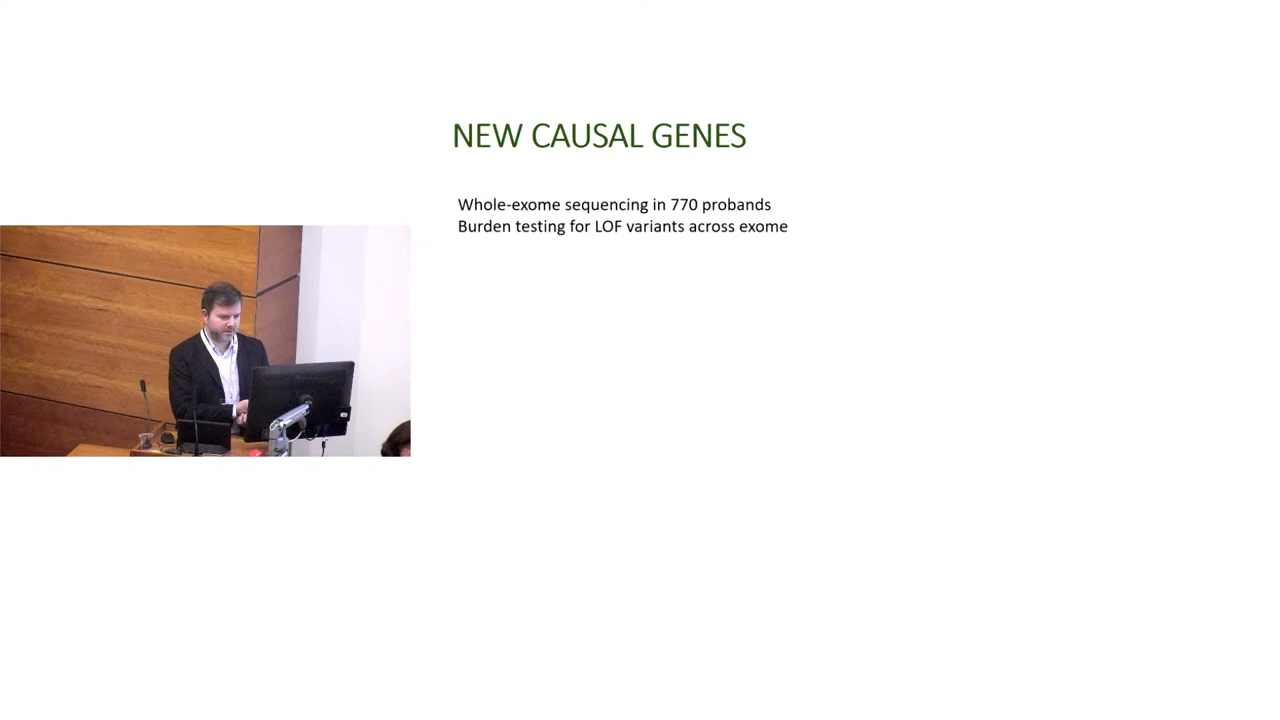 NEW CAUSAL GENES
Whole-exome sequencing in 770 probands
Burden testing for LOF variants across exome